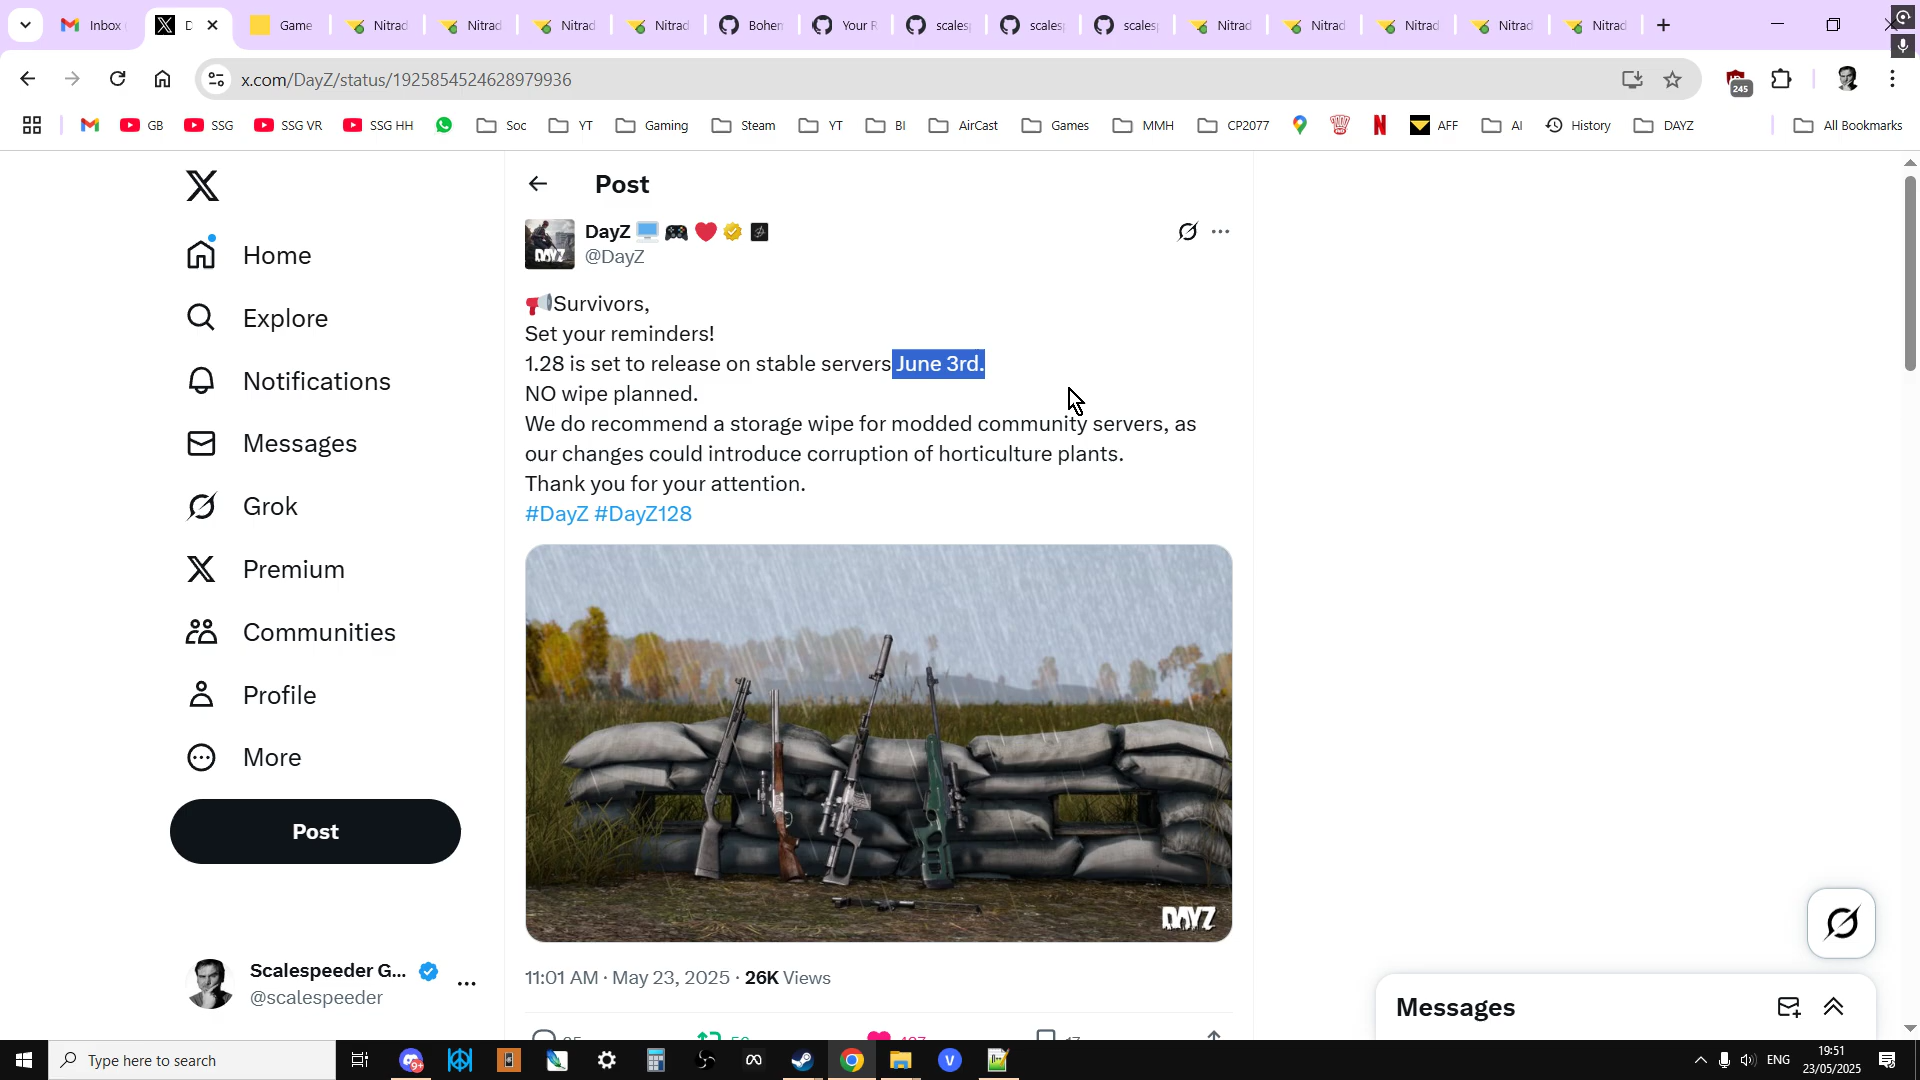 Inbox
D
Game
Nitrad
Nitrad
Nitrad
Nitrad
Bohem
Your R
scales
scales
scales
Nitrad
Nitrad
Nitrad
Nitrad
Nitrad
x.com/DayZ/status/1925854524628979936
245
GB
SSG
SSG VR
SSG HH
Soc
YT
Gaming
Steam
YT
BI
AirCast
Games
MMH
CP2077
AFF
AI
History
DAYZ
All Bookmarks
Post
DayZ🖥️🎮❤️
@DayZ
📢Survivors,
Set your reminders!
1.28 is set to release on stable servers June 3rd.
NO wipe planned.
We do recommend a storage wipe for modded community servers, as
our changes could introduce corruption of horticulture plants.
Thank you for your attention.
#DayZ #DayZ128
DAYZ
DAYZ
11:01 AM · May 23, 2025 · 26K Views
Home
Explore
Notifications
Messages
Grok
Premium
Communities
Profile
More
Post
Scalespeeder G...
@scalespeeder
Messages
Type here to search
9+
ENG
19:51
23/05/2025